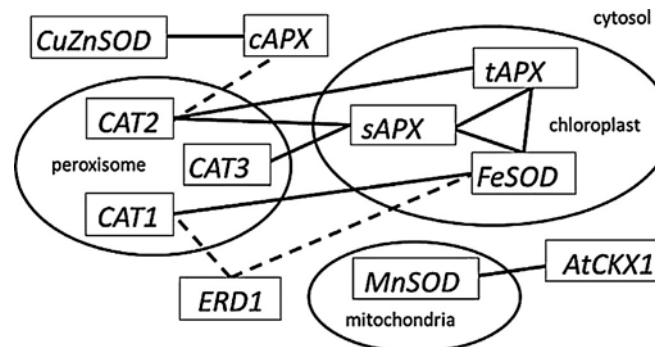 cytosol
CuZnSOD
cAPX
tAPX
CAT2
sAPX
chloroplast
peroxisome
CAT3
FeSOD
CAT1
AtCKX1
MnSOD
ERD1
mitochondria